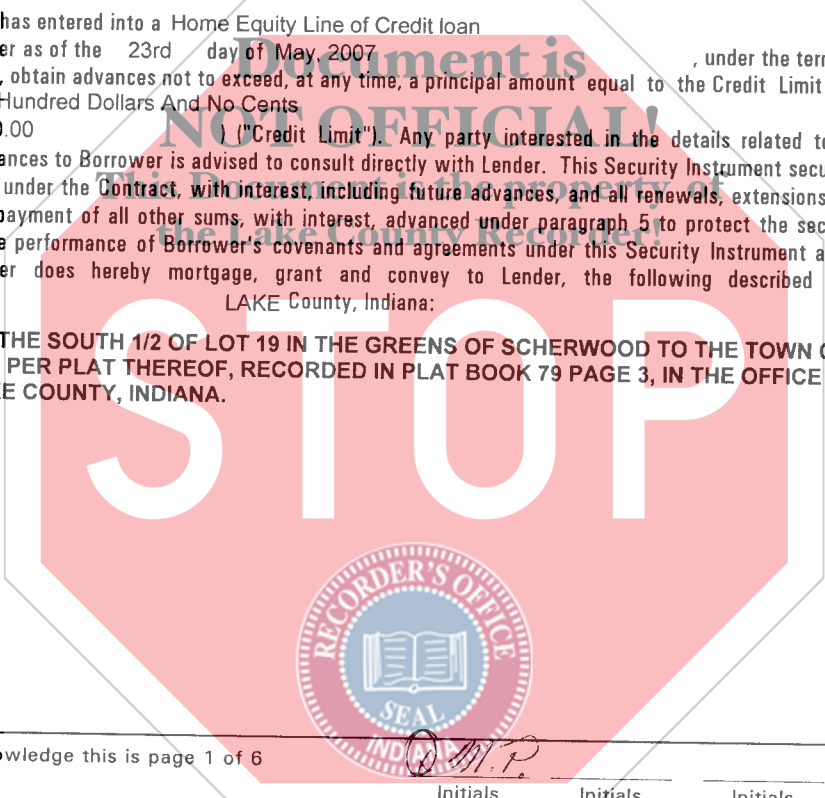 has entered into a Home Equity Line of Credit loan
er as of the 23rd day of May, 2007 , under the terr
, obtain advances not to exceed, at any time, a principal amount equal to the Credit Limit
Hundred Dollars And No Cents
0.00 ) ("Credit Limit"). Any party interested in the details related to
ances to Borrower is advised to consult directly with Lender. This Security Instrument secu
under the Contract, with interest, including future advances, and all renewals, extensions
payment of all other sums, with interest, advanced under paragraph 5 to protect the sec
e performance of Borrower's covenants and agreements under this Security Instrument a
er does hereby mortgage, grant and convey to Lender, the following described
LAKE County, Indiana:
Document is
NOT OFFICIAL!
This Document is the property of
the Lake County Recorder!
THE SOUTH 1/2 OF LOT 19 IN THE GREENS OF SCHERWOOD TO THE TOWN O
PER PLAT THEREOF, RECORDED IN PLAT BOOK 79 PAGE 3, IN THE OFFICE
E COUNTY, INDIANA.
STOP
RECORDER'S OFFICE
SEAL
INDIANA
owledge this is page 1 of 6
M.P.
Initials Initials Initials